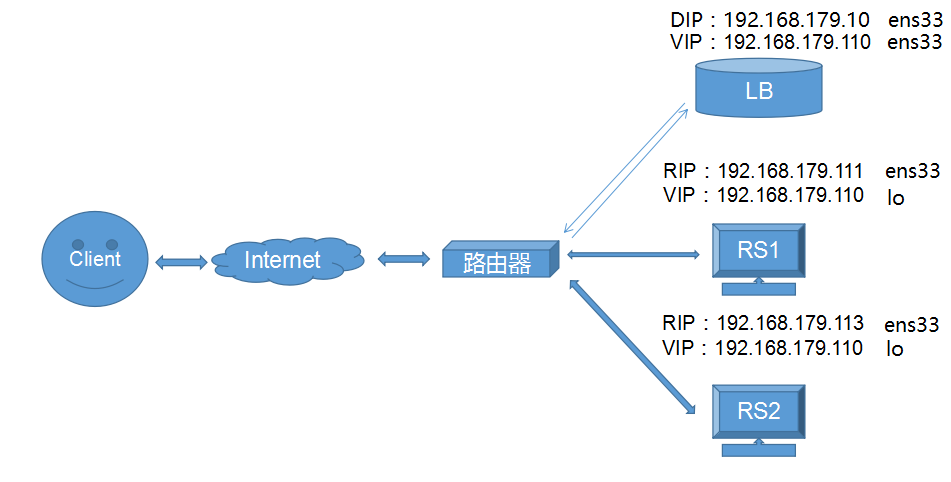 DIP：192.168.179.10 ens33
VIP：192.168.179.110 ens33
LB
RIP：192.168.179.111 ens33
VIP：192.168.179.110 lo
Client
Internet
路由器
RS1
RIP：192.168.179.113 ens33
VIP：192.168.179.110 lo
RS2